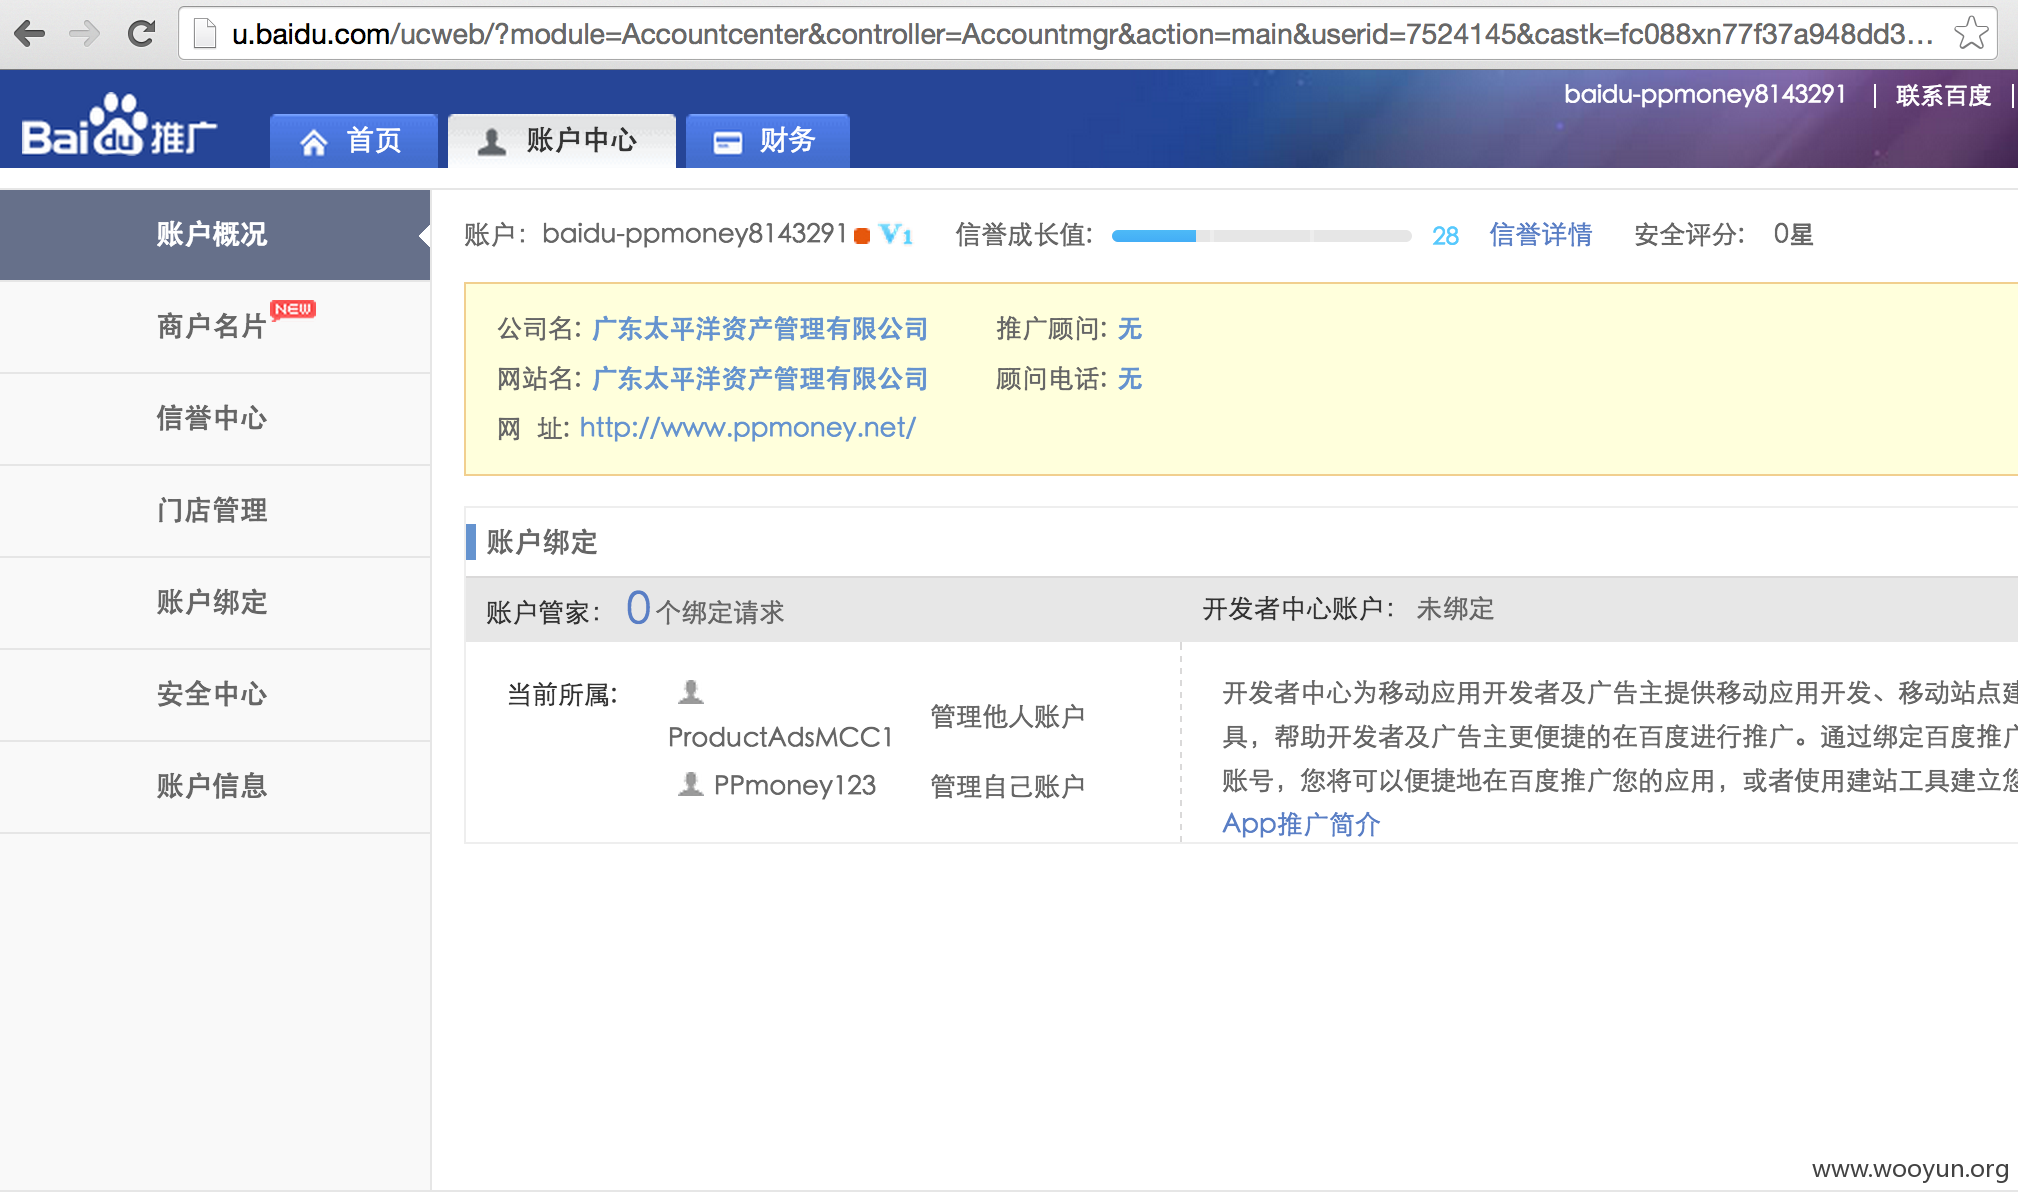 u.baidu.com/ucweb/?module=Accountcenter&controller=Accountmgr&action=main&userid=7524145&castk=fc088xn77f37a948dd3...
baidu-ppmoney8143291 | 联系百度 |
Baidu推广 首页 账户中心 财务
账户概况
商户名片 NEW
信誉中心
门店管理
账户绑定
安全中心
账户信息
账户: baidu-ppmoney8143291 V1 信誉成长值: 28 信誉详情 安全评分: 0星
公司名: 广东太平洋资产管理有限公司 推广顾问: 无
网站名: 广东太平洋资产管理有限公司 顾问电话: 无
网 址: http://www.ppmoney.net/
账户绑定
账户管家: 0个绑定请求 开发者中心账户: 未绑定
当前所属:
ProductAdsMCC1 管理他人账户
PPmoney123 管理自己账户
开发者中心为移动应用开发者及广告主提供移动应用开发、移动站点建
具，帮助开发者及广告主更便捷的在百度进行推广。通过绑定百度推广
账号，您将可以便捷地在百度推广您的应用，或者使用建站工具建立您
App推广简介
www.wooyun.org